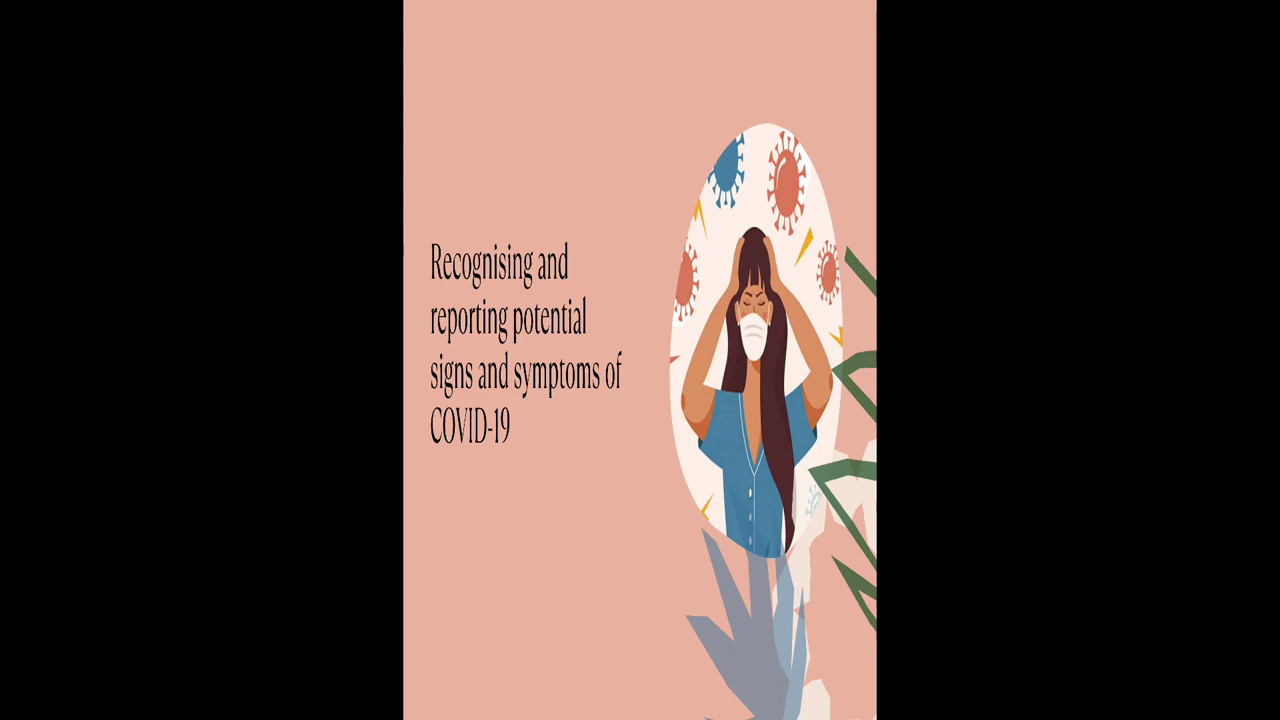 Recognising and
reporting potential
signs and symptoms of
COVID-19